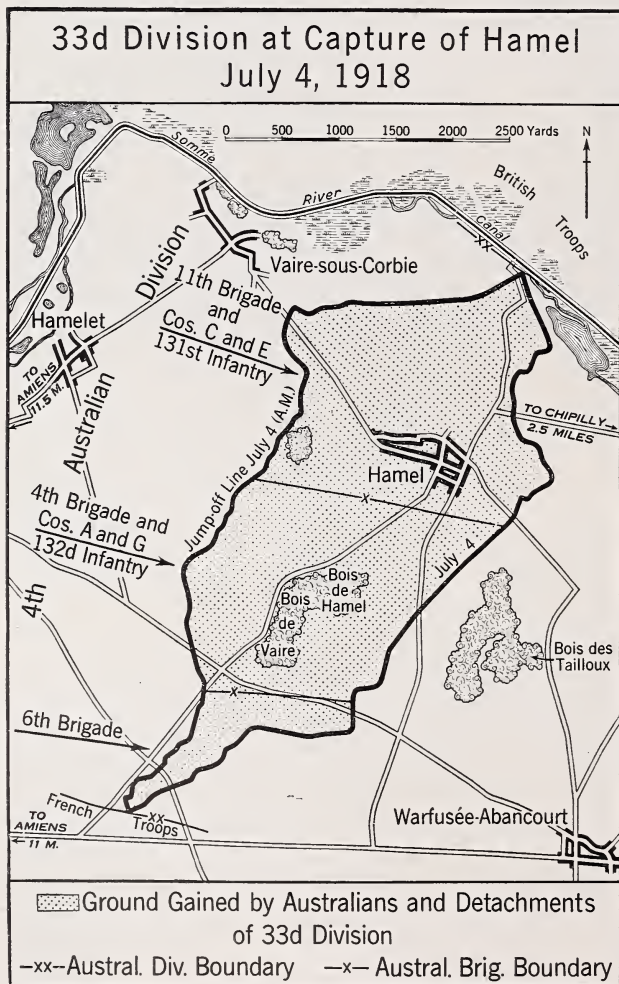 33d Division at Capture of Hamel
July 4, 1918
0 500 1000 1500 2000 2500 Yards
N
Somme
River
Canal
British
Troops
xx
Vaire-sous-Corbie
Division
11th Brigade
and
Cos. C and E
131st Infantry
Hamelet
TO
AMIENS
11.5 M.
Australian
Jump-off Line July 4 (A.M.)
TO CHIPILLY→
2.5 MILES
Hamel
x
4th Brigade and
Cos. A and G
132d Infantry
July 4
4th
Bois
de
Hamel
Bois
de
Vaire
Bois des
Tailloux
x
6th Brigade
French
xx
Troops
TO
AMIENS
←11 M.
Warfusée-Abancourt
Ground Gained by Australians and Detachments
of 33d Division
—xx--Austral. Div. Boundary —x— Austral. Brig. Boundary